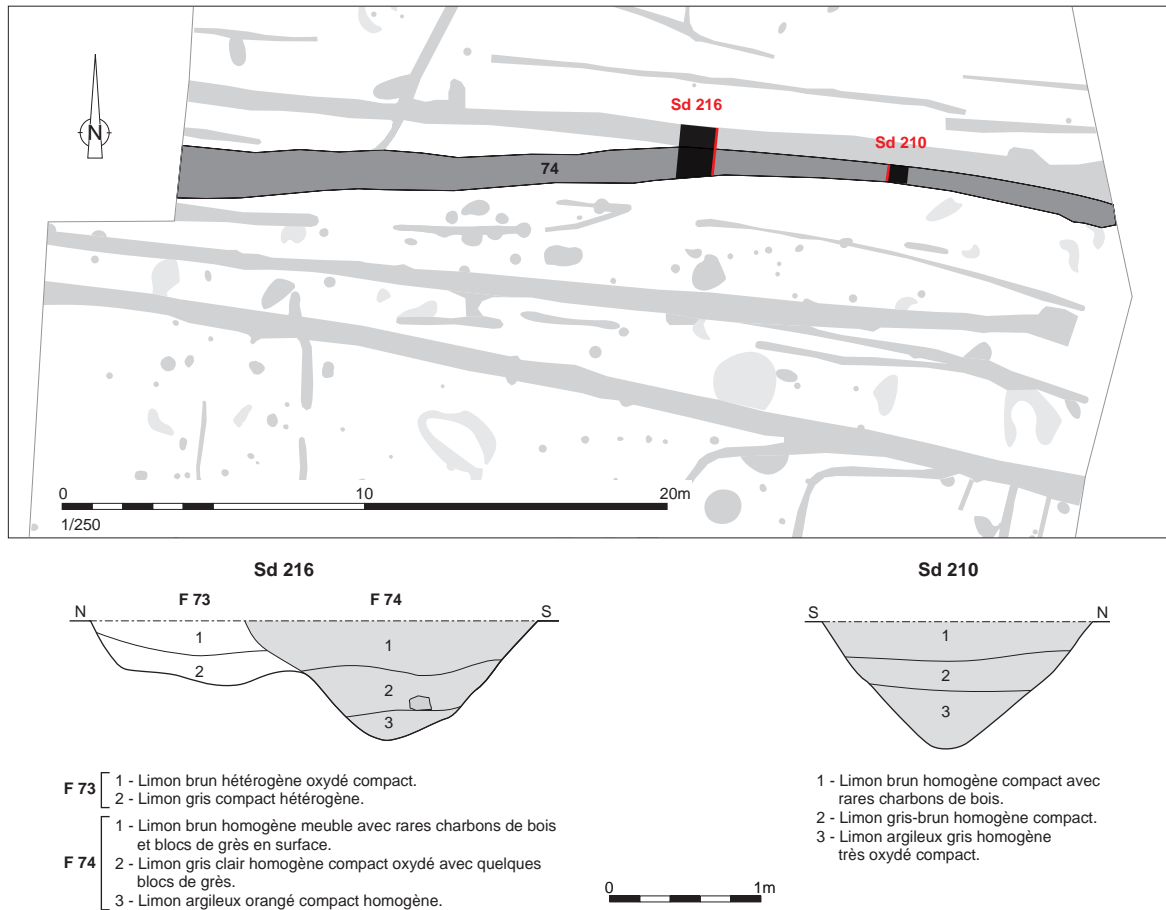 N
Sd 216
Sd 210
74
0 10 20m
1/250
Sd 216
F 73 F 74
N S
1
1
2
2
3
Sd 210
S N
1
2
3
F 73
1 - Limon brun hétérogène oxydé compact.
2 - Limon gris compact hétérogène.
F 74
1 - Limon brun homogène meuble avec rares charbons de bois
et blocs de grès en surface.
2 - Limon gris clair homogène compact oxydé avec quelques
blocs de grès.
3 - Limon argileux orangé compact homogène.
1 - Limon brun homogène compact avec
rares charbons de bois.
2 - Limon gris-brun homogène compact.
3 - Limon argileux gris homogène
très oxydé compact.
0 1m